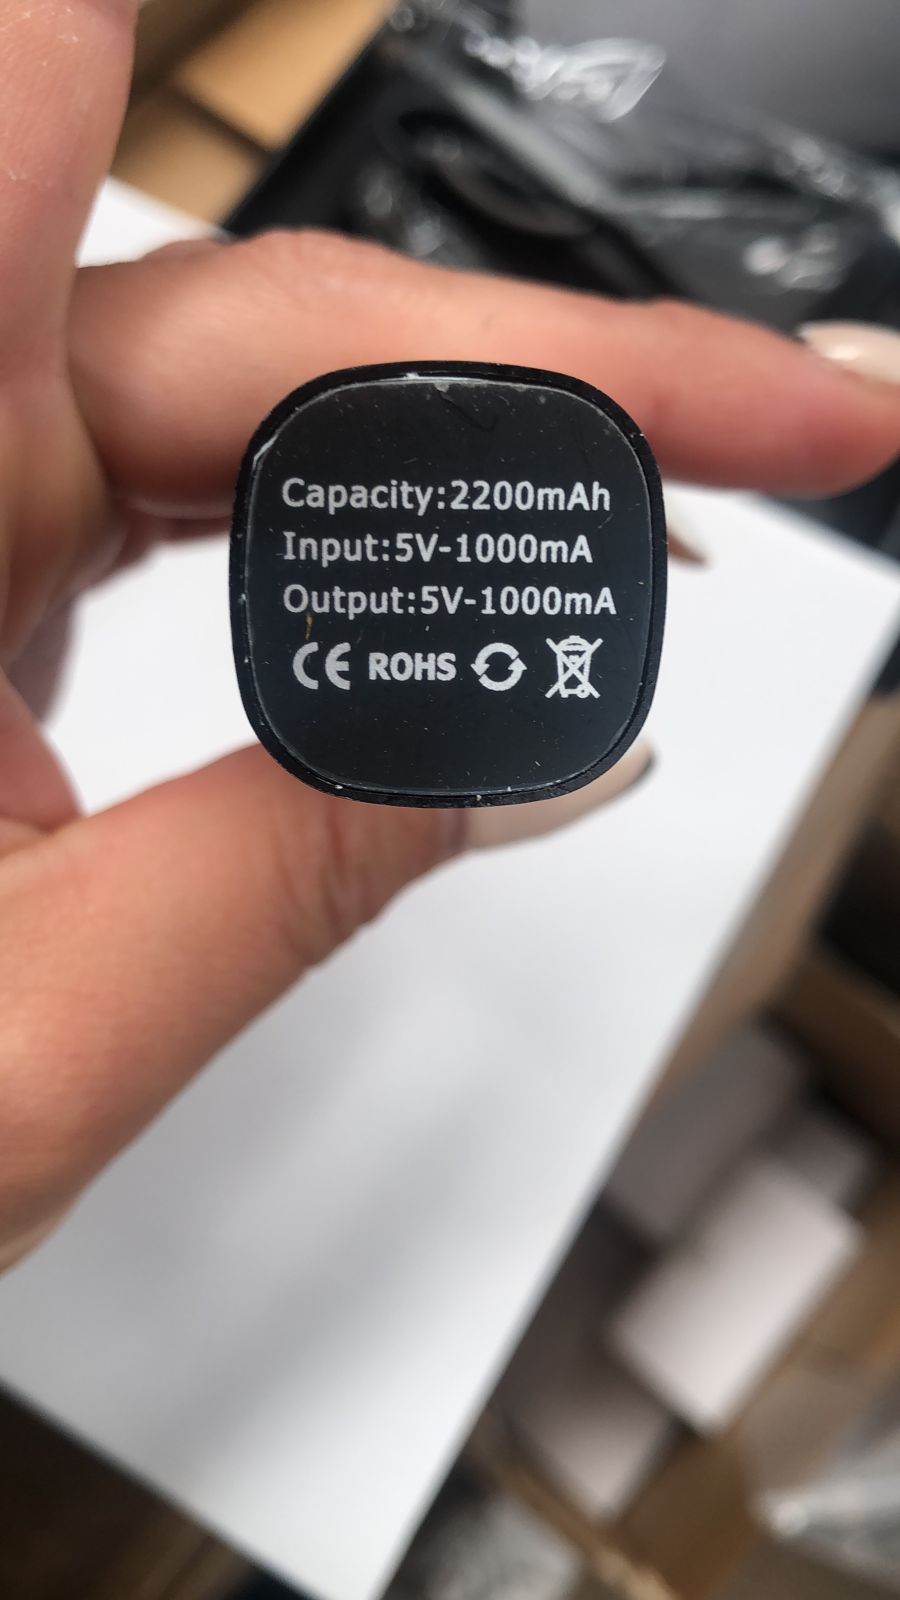 Capacity:2200mAh
Input:5V-1000mA
Output:5V-1000mA
CE ROHS